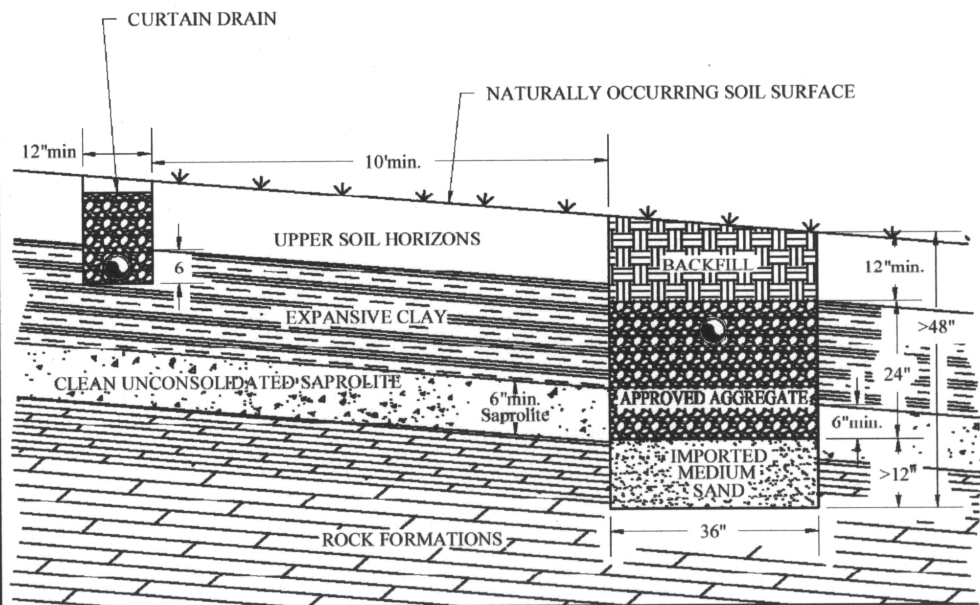 CURTAIN DRAIN
NATURALLY OCCURRING SOIL SURFACE
12"min
10'min.
UPPER SOIL HORIZONS
BACKFILL
12"min.
6
EXPANSIVE CLAY
>48"
24"
CLEAN UNCONSOLIDATED SAPROLITE
6"min.
Saprolite
APPROVED AGGREGATE
6"min.
IMPORTED
MEDIUM
SAND
>12"
36"
ROCK FORMATIONS